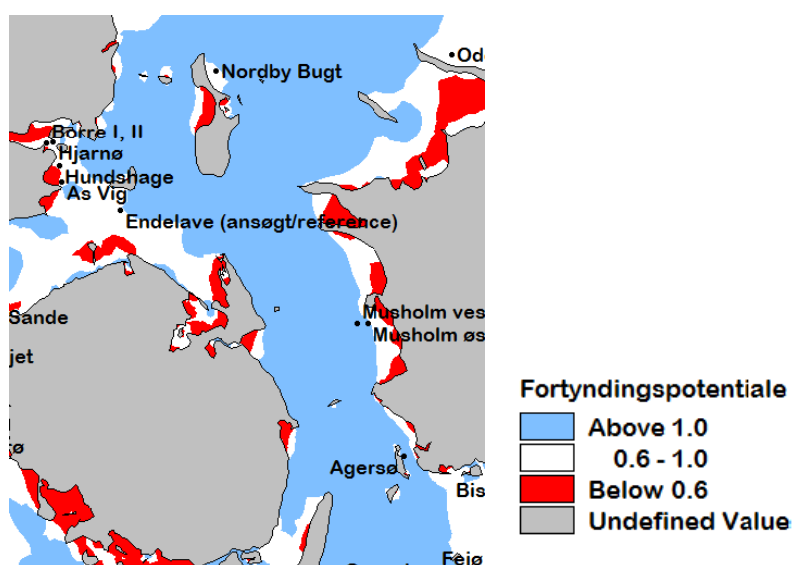 Od
Nordby Bugt
Borre I, II
Hjarnø
Hundshage
As Vig
Endelave (ansøgt/reference)
Sande
Musholm ves
Musholm øs
jet
Fortyndingspotentiale
Above 1.0
0.6 - 1.0
Below 0.6
Undefined Value
ø
Agersø
Bis
Fejø